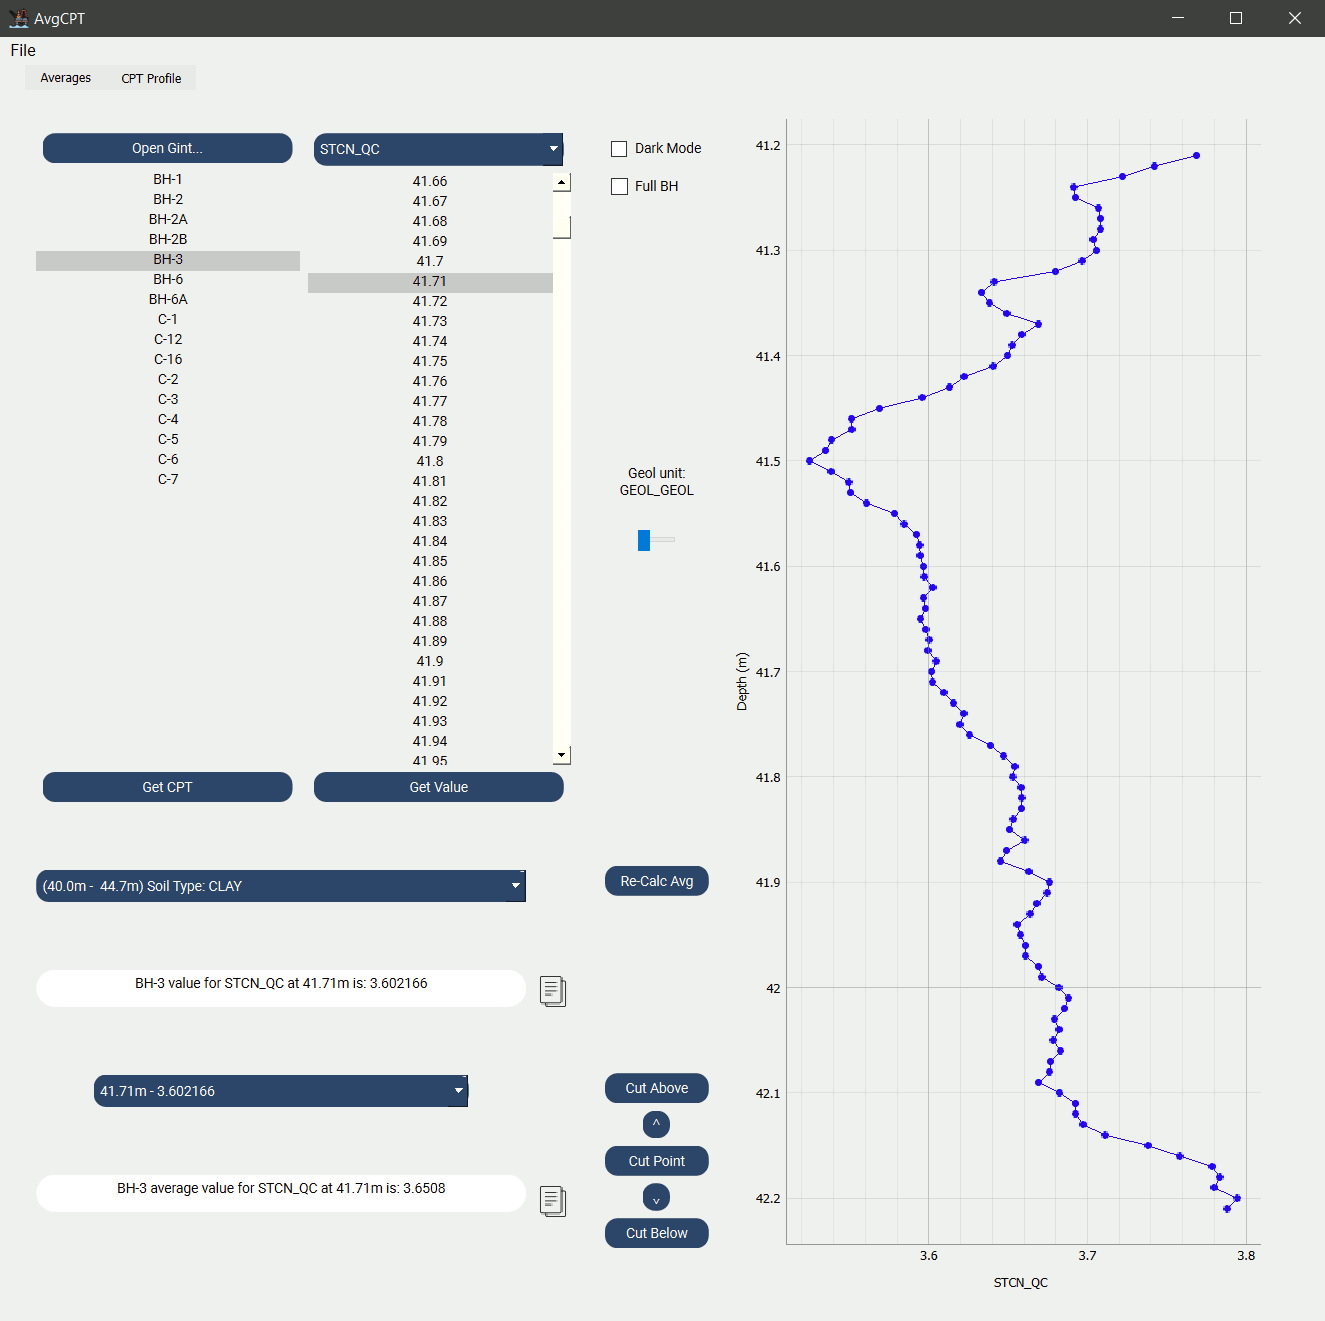 AvgCPT
File
Averages
CPT Profile
Open Gint...
BH-1
BH-2
BH-2A
BH-2B
BH-3
BH-6
BH-6A
C-1
C-12
C-16
C-2
C-3
C-4
C-5
C-6
C-7
Get CPT
STCN_QC
41.66
41.67
41.68
41.69
41.7
41.71
41.72
41.73
41.74
41.75
41.76
41.77
41.78
41.79
41.8
41.81
41.82
41.83
41.84
41.85
41.86
41.87
41.88
41.89
41.9
41.91
41.92
41.93
41.94
41.95
Get Value
Dark Mode
Full BH
Geol unit:
GEOL_GEOL
(40.0m - 44.7m) Soil Type: CLAY
Re-Calc Avg
BH-3 value for STCN_QC at 41.71m is: 3.602166
41.71m - 3.602166
Cut Above
^
Cut Point
v
Cut Below
BH-3 average value for STCN_QC at 41.71m is: 3.6508
Depth (m)
41.2
41.3
41.4
41.5
41.6
41.7
41.8
41.9
42
42.1
42.2
3.6
3.7
3.8
STCN_QC